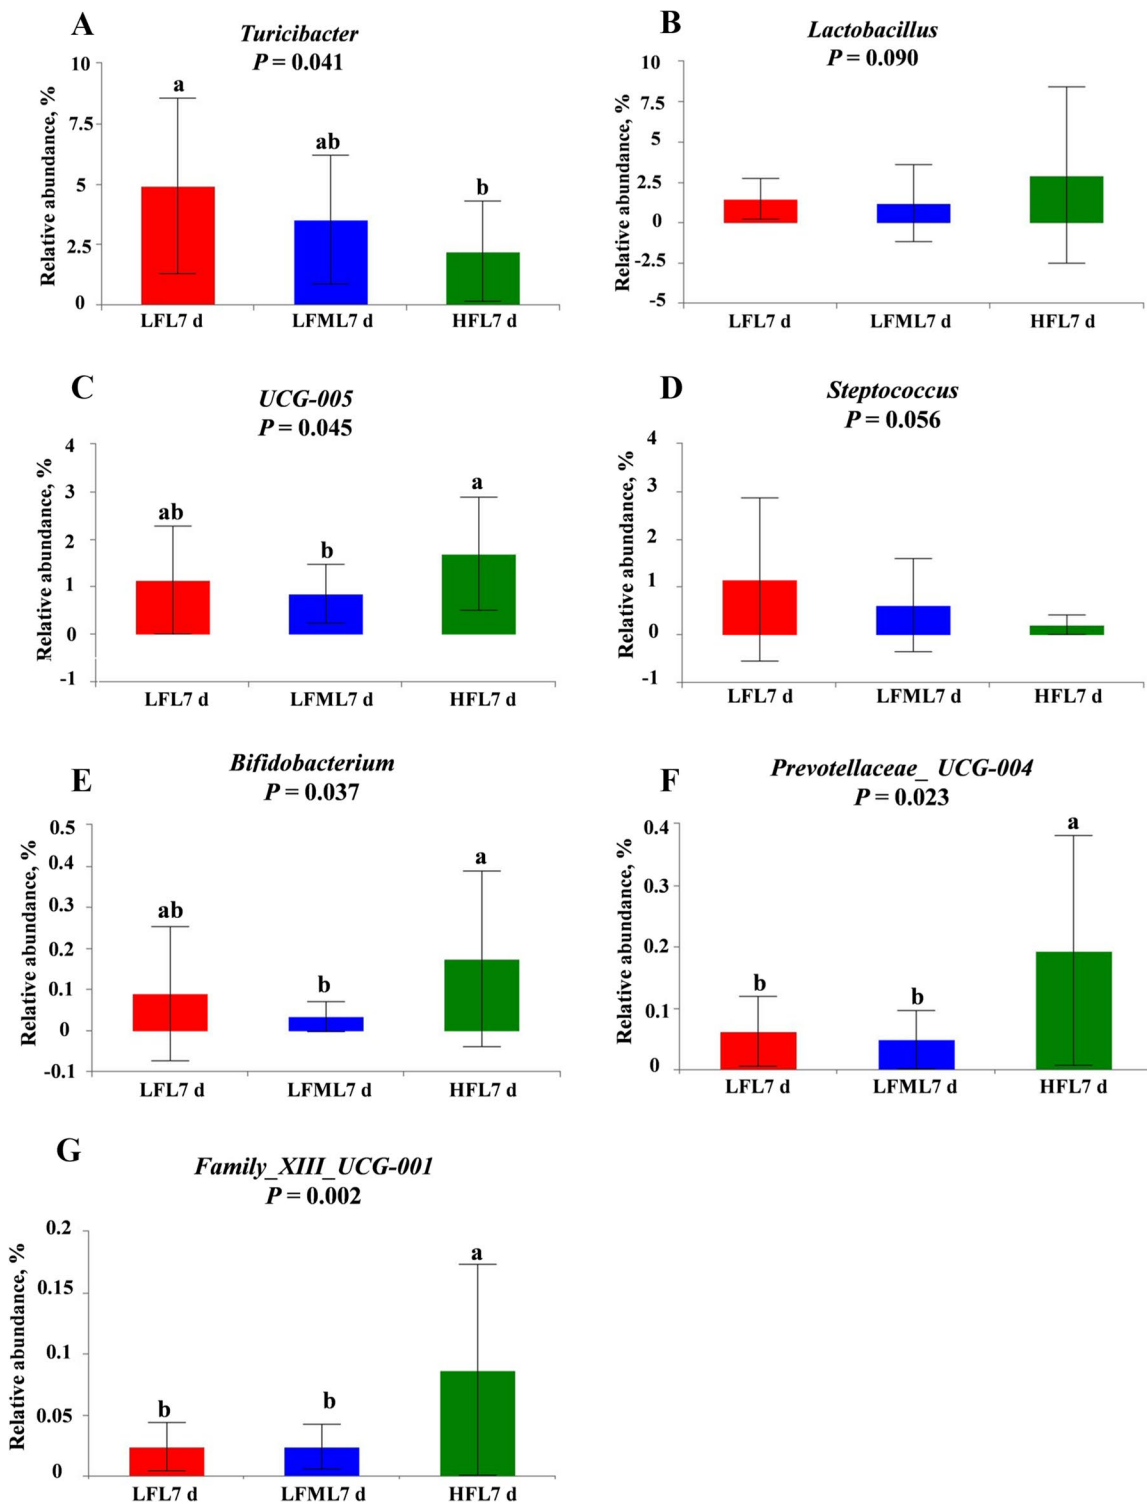 A
Turicibacter
P = 0.041
Relative abundance, %
10
7.5
5
2.5
0
a
ab
b
LFL7 d
LFML7 d
HFL7 d
B
Lactobacillus
P = 0.090
Relative abundance, %
10
7.5
5
2.5
0
-2.5
-5
LFL7 d
LFML7 d
HFL7 d
C
UCG-005
P = 0.045
Relative abundance, %
4
3
2
1
0
-1
ab
b
a
LFL7 d
LFML7 d
HFL7 d
D
Steptococcus
P = 0.056
Relative abundance, %
4
3
2
1
0
-1
LFL7 d
LFML7 d
HFL7 d
E
Bifidobacterium
P = 0.037
Relative abundance, %
0.5
0.4
0.3
0.2
0.1
0
-0.1
ab
b
a
LFL7 d
LFML7 d
HFL7 d
F
Prevotellaceae_ UCG-004
P = 0.023
Relative abundance, %
0.4
0.3
0.2
0.1
0
b
b
a
LFL7 d
LFML7 d
HFL7 d
G
Family_XIII_UCG-001
P = 0.002
Relative abundance, %
0.2
0.15
0.1
0.05
0
b
b
a
LFL7 d
LFML7 d
HFL7 d